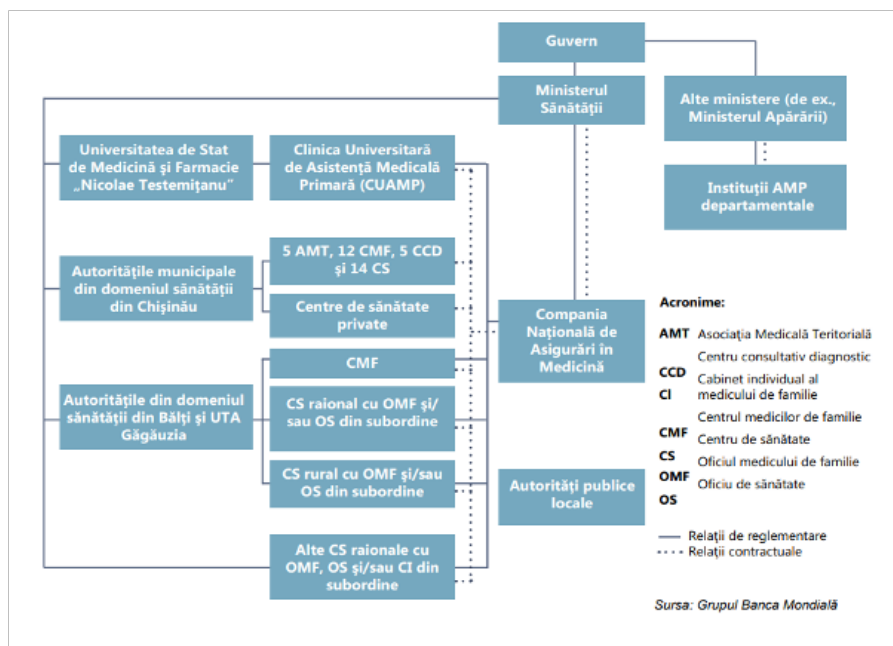 Guvern
Ministerul
Sănătății
Alte ministere (de ex.,
Ministerul Apărării)
Universitatea de Stat
de Medicină și Farmacie
„Nicolae Testemițanu”
Clinica Universitară
de Asistență Medicală
Primară (CUAMP)
Instituții AMP
departamentale
Autoritățile municipale
din domeniul sănătății
din Chișinău
5 AMT, 12 CMF, 5 CCD
și 14 CS
Centre de sănătate
private
Compania
Națională de
Asigurări în
Medicină
Autoritățile din domeniul
sănătății din Bălți și UTA
Găgăuzia
CMF
CS raional cu OMF și/
sau OS din subordine
CS rural cu OMF și/sau
OS din subordine
Autorități publice
locale
Alte CS raionale cu
OMF, OS și/sau CI din
subordine
Acronime:
AMT Asociația Medicală Teritorială
Centru consultativ diagnostic
CCD Cabinet individual al
CI medicului de familie
Centrul medicilor de familie
CMF Centru de sănătate
CS Oficiul medicului de familie
OMF Oficiu de sănătate
OS
Relații de reglementare
Relații contractuale
Sursa: Grupul Banca Mondială